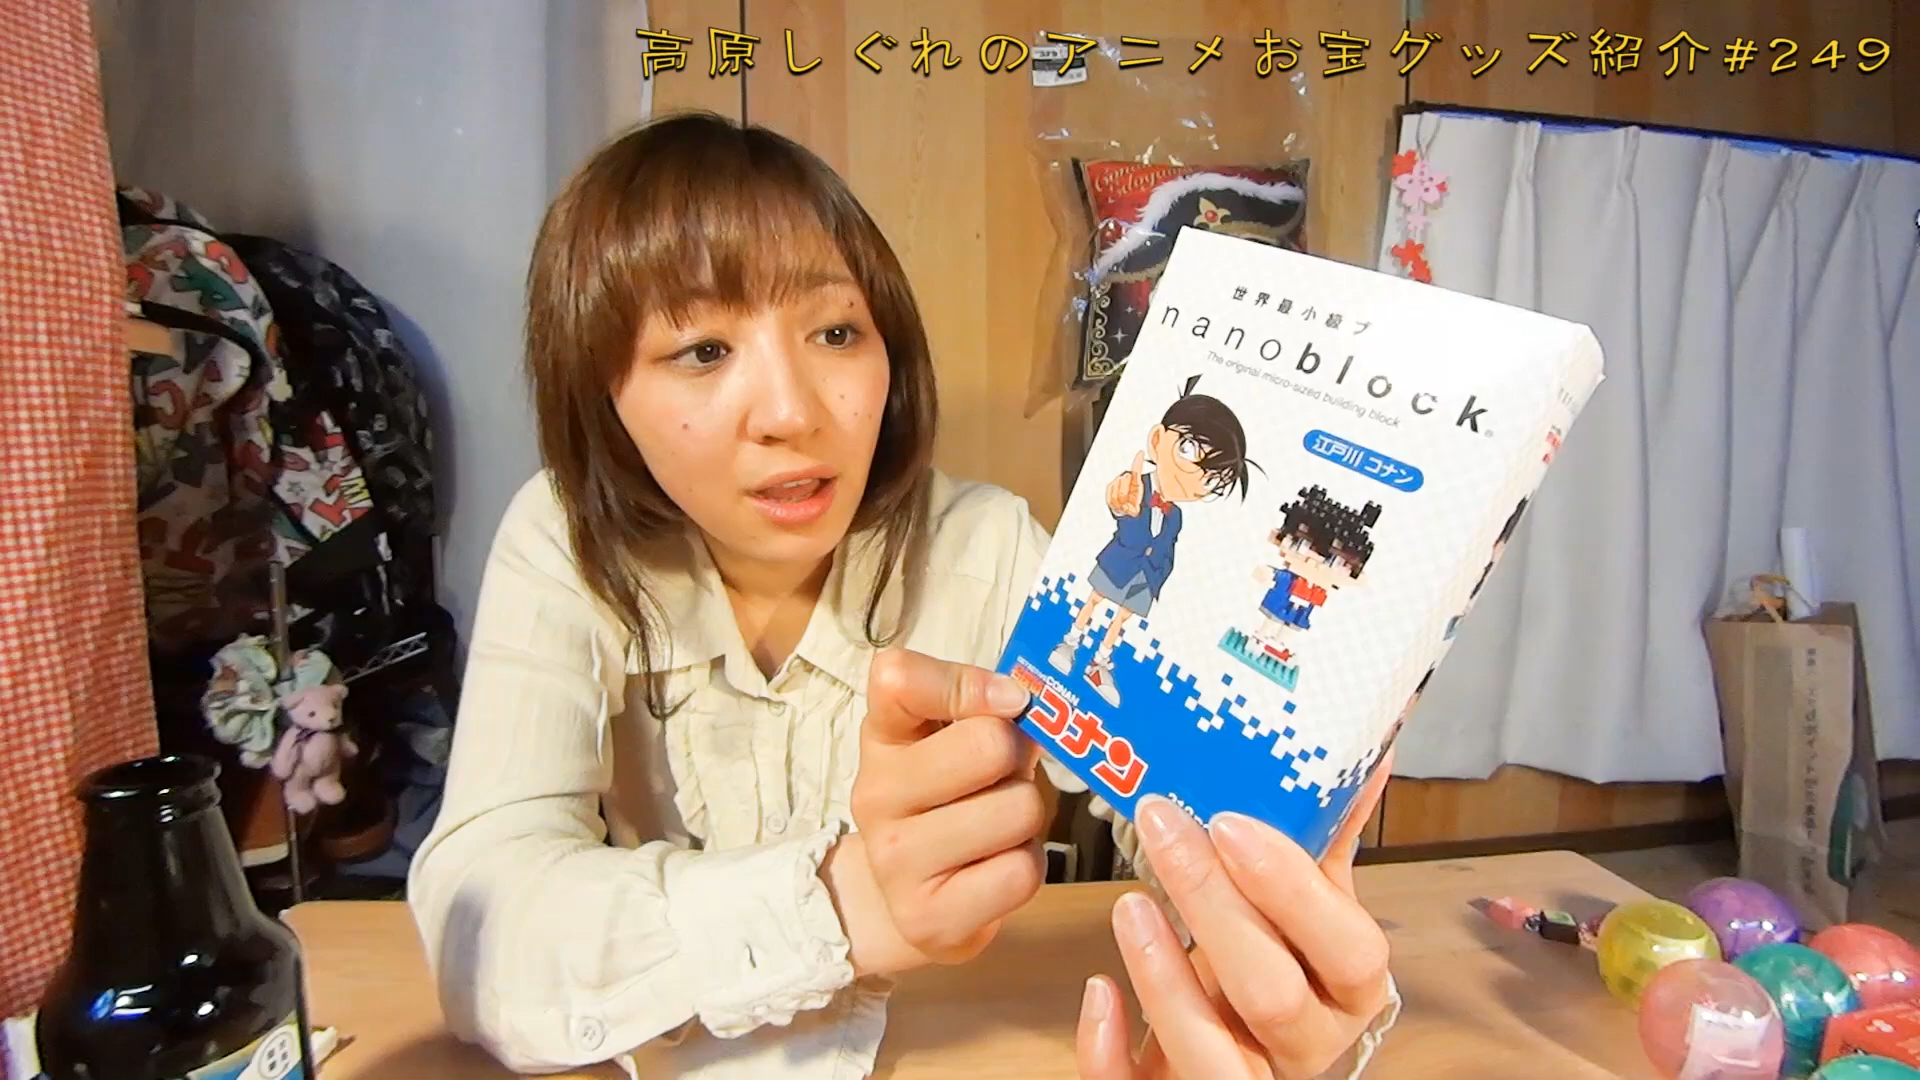 高原しぐれのアニメお宝グッズ紹介#249
世界最小級ブ
nanoblock
The original micro-sized building block
江戸川 コナン
CONAN
コナン